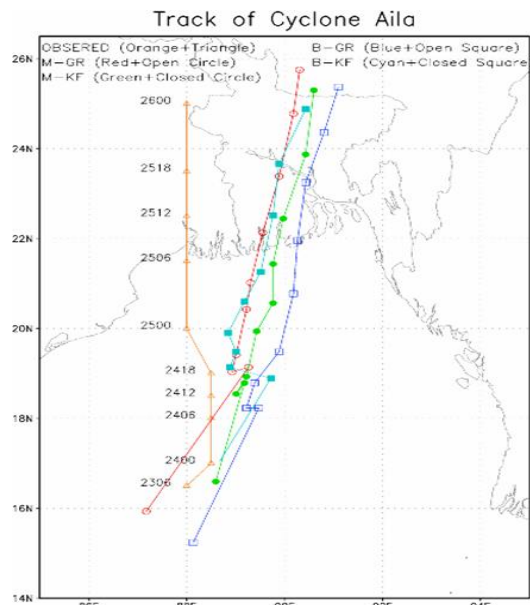 Track of Cyclone Aila
26N
OBSERED (Orange+Triangle)
B-GR (Blue+Open Square)
M-GR (Red+Open Circle)
B-KF (Cyan+Closed Square
M-KF (Green+Closed Circle)
2600
24N
2518
2512
22N
2506
2500
20N
2418
2412
2406
18N
2400
2306
16N
14N